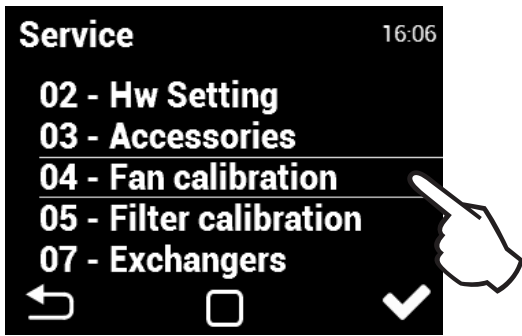 Service
16:06
02 - Hw Setting
03 - Accessories
04 - Fan calibration
05 - Filter calibration
07 - Exchangers